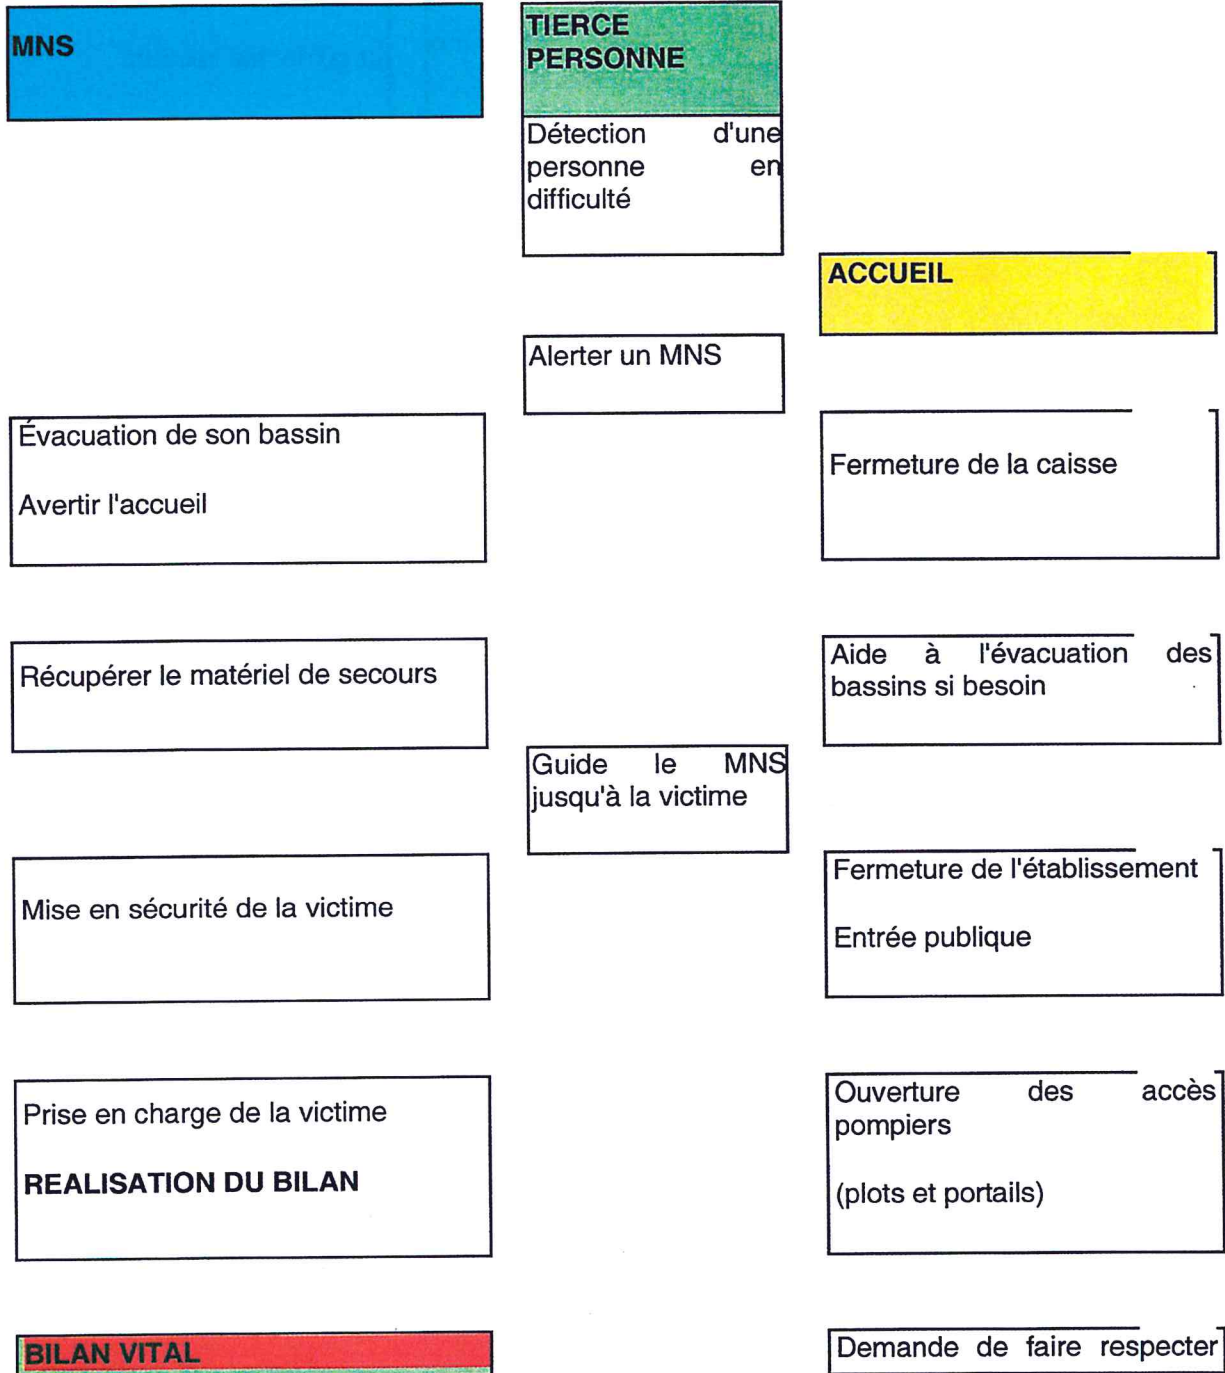 MNS
TIERCE
PERSONNE
Détection d'une
personne en
difficulté
ACCUEIL
Alerter un MNS
Évacuation de son bassin
Avertir l'accueil
Fermeture de la caisse
Récupérer le matériel de secours
Aide à l'évacuation des
bassins si besoin
Guide le MNS
jusqu'à la victime
Mise en sécurité de la victime
Fermeture de l'établissement
Entrée publique
Prise en charge de la victime
REALISATION DU BILAN
Ouverture des accès
pompiers
(plots et portails)
BILAN VITAL
Demande de faire respecter